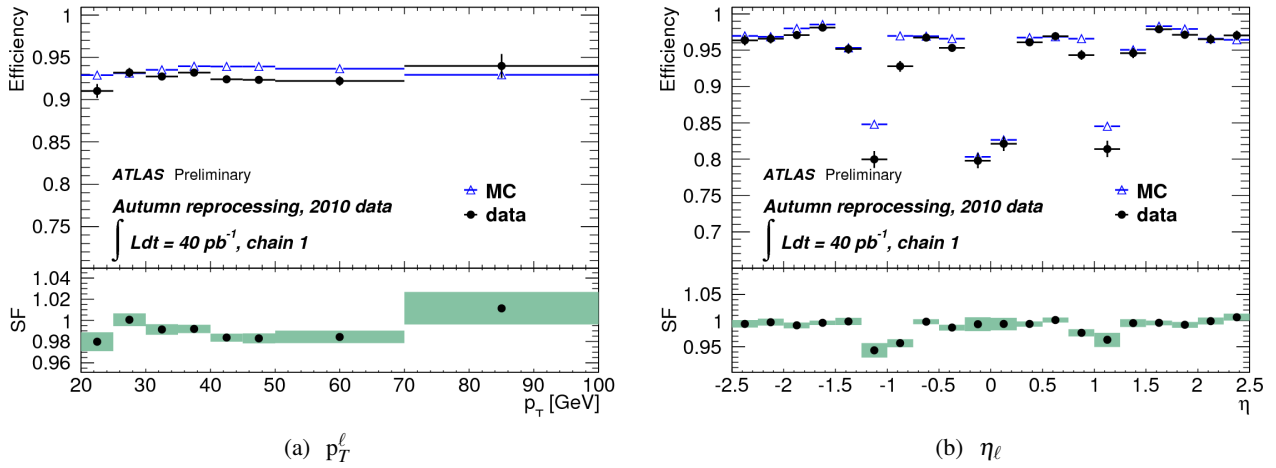 Efficiency
1
0.95
0.9
0.85
0.8
0.75
ATLAS Preliminary
MC
data
Autumn reprocessing, 2010 data
∫ Ldt = 40 pb⁻¹, chain 1
SF
1.04
1.02
1
0.98
0.96
20 30 40 50 60 70 80 90 100
p_T [GeV]
(a) p_T^ℓ
Efficiency
1
0.95
0.9
0.85
0.8
0.75
0.7
ATLAS Preliminary
MC
data
Autumn reprocessing, 2010 data
∫ Ldt = 40 pb⁻¹, chain 1
SF
1.05
1
0.95
-2.5 -2 -1.5 -1 -0.5 0 0.5 1 1.5 2 2.5
η
(b) η_ℓ